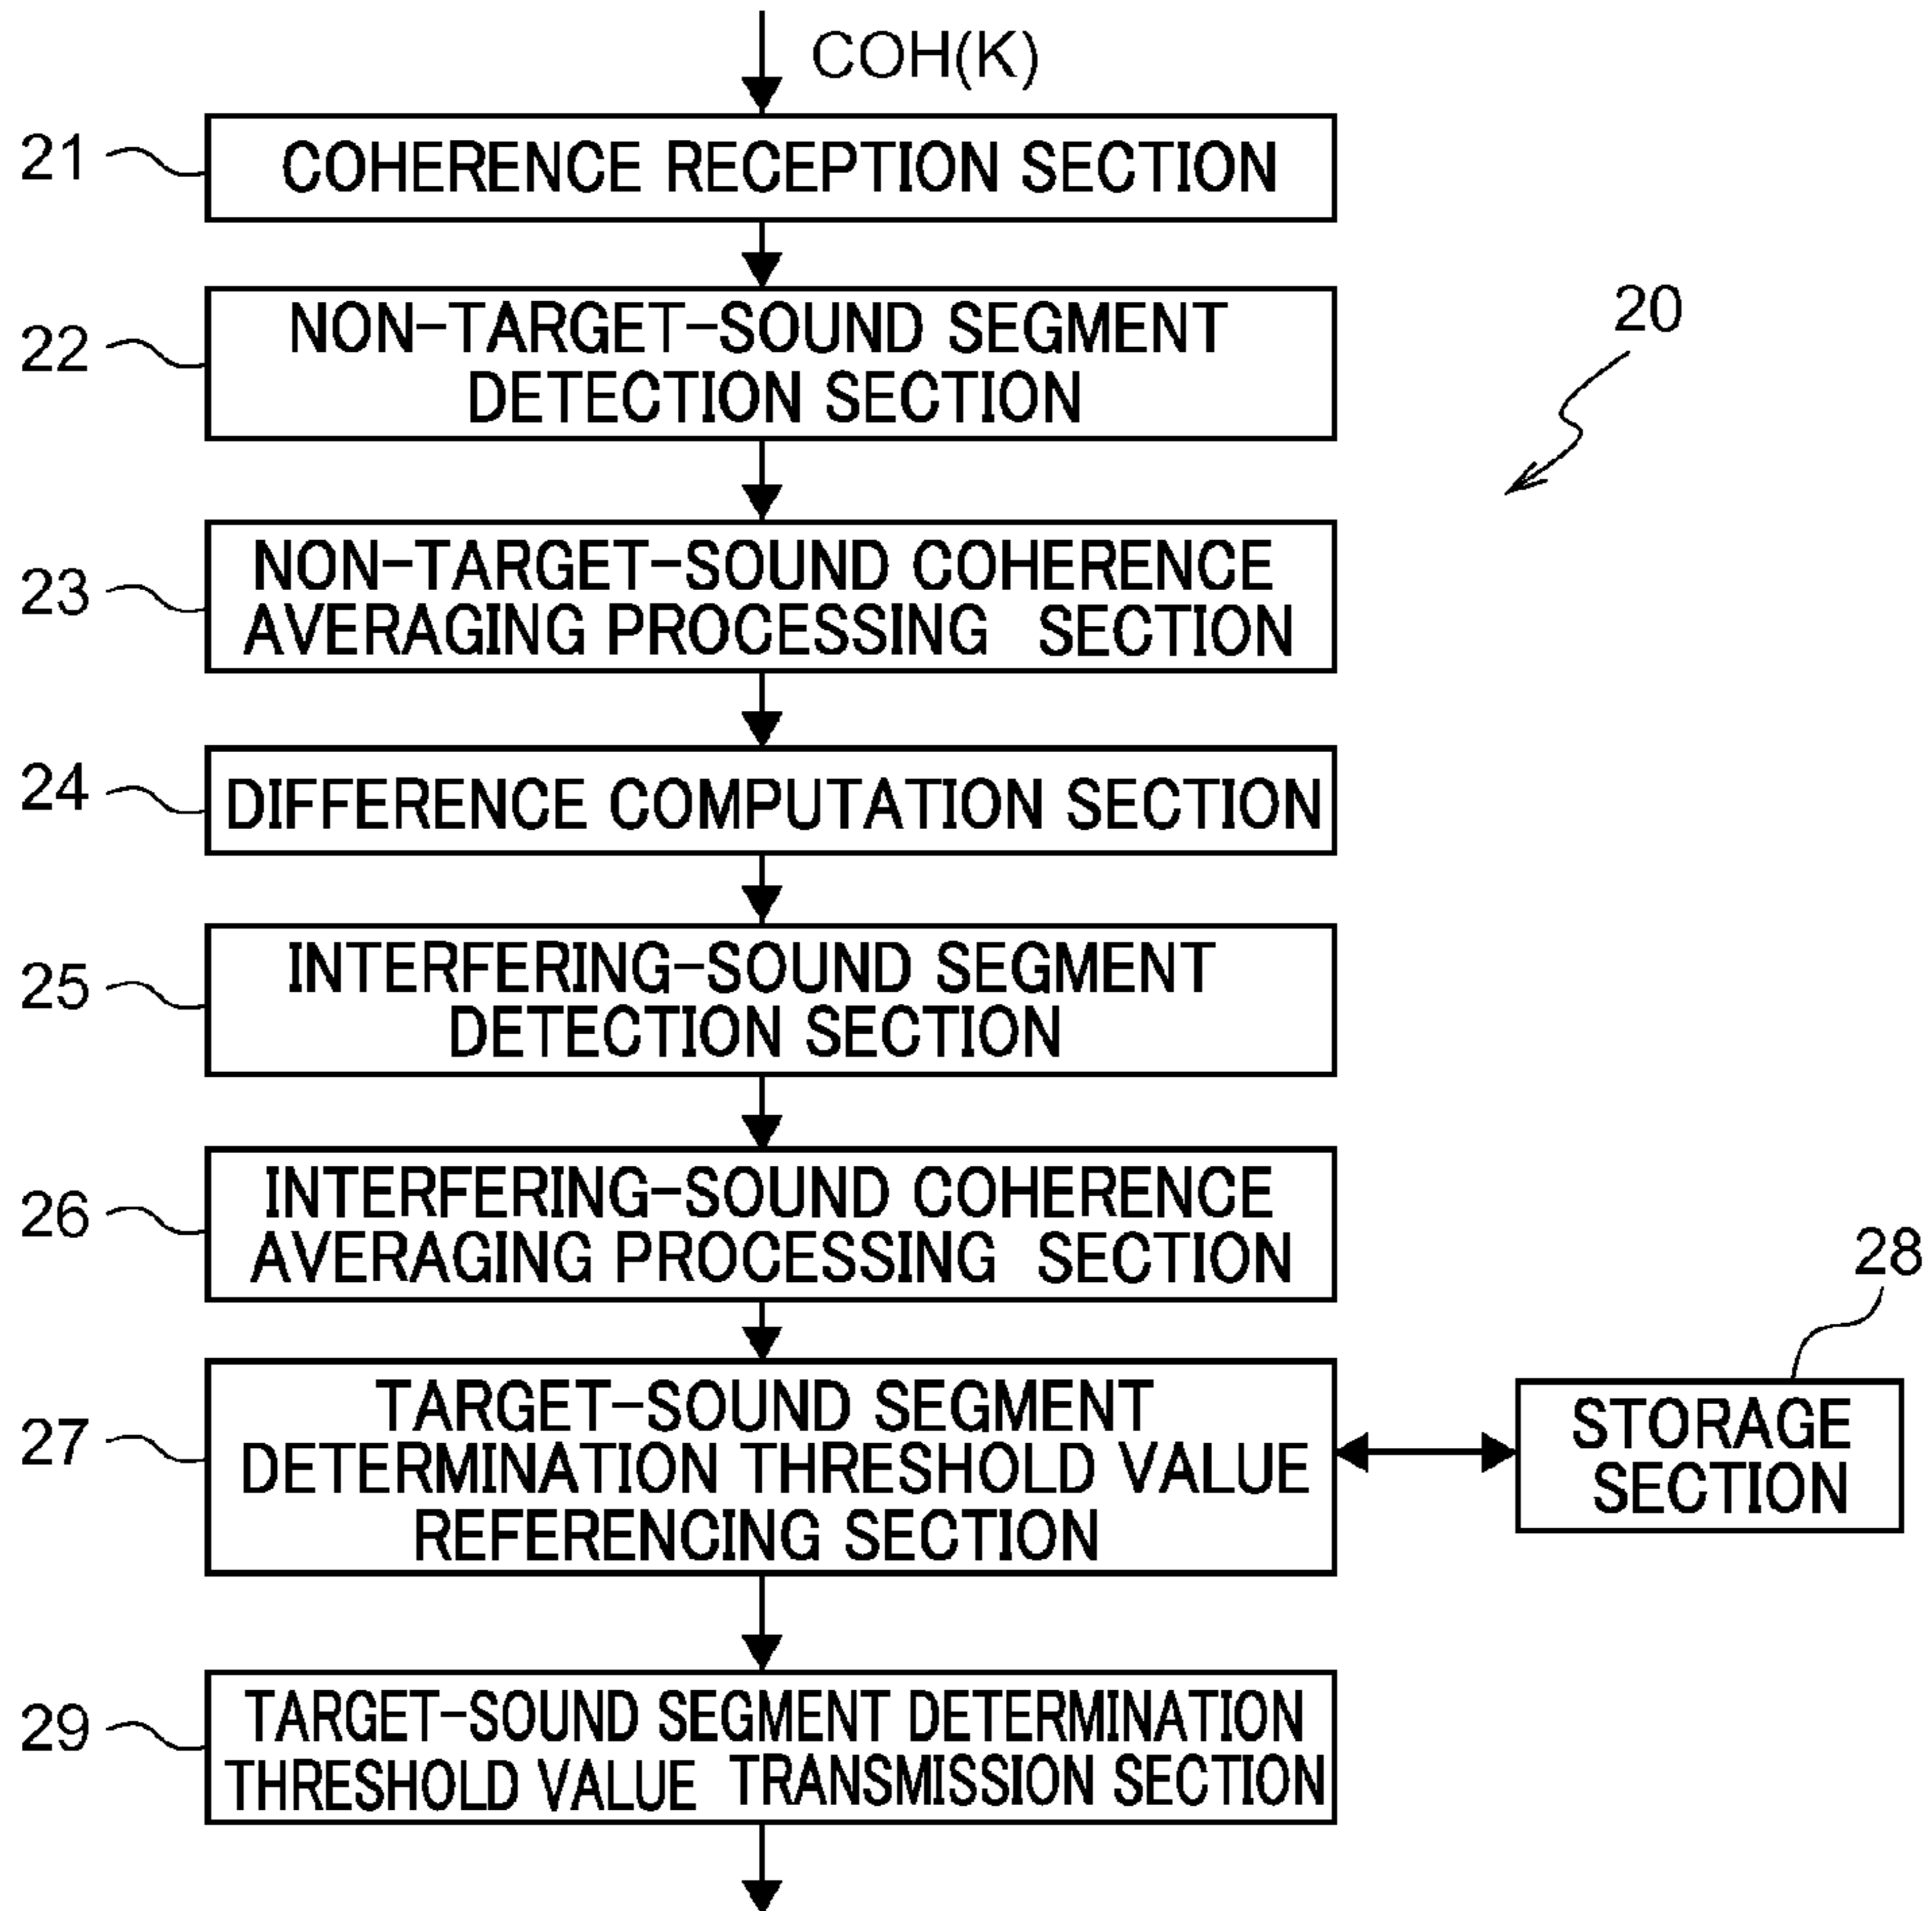 COH(K)
21
COHERENCE RECEPTION SECTION
22
NON-TARGET-SOUND SEGMENT
DETECTION SECTION
20
23
NON-TARGET-SOUND COHERENCE
AVERAGING PROCESSING SECTION
24
DIFFERENCE COMPUTATION SECTION
25
INTERFERING-SOUND SEGMENT
DETECTION SECTION
26
INTERFERING-SOUND COHERENCE
AVERAGING PROCESSING SECTION
27
TARGET-SOUND SEGMENT
DETERMINATION THRESHOLD VALUE
REFERENCING SECTION
28
STORAGE
SECTION
29
TARGET-SOUND SEGMENT DETERMINATION
THRESHOLD VALUE TRANSMISSION SECTION